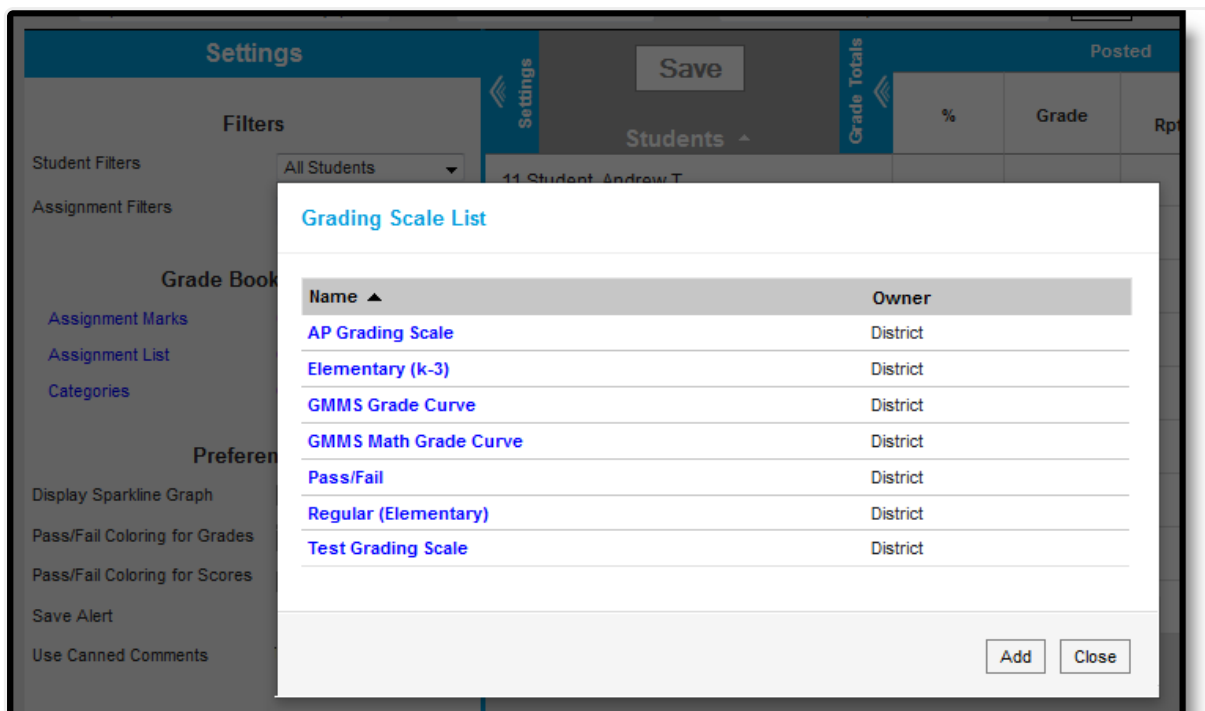 Settings
Settings
Save
Grade Totals
Posted
Filters
Students
%
Grade
Student Filters
All Students
11 Student, Andrew T
Assignment Filters
Grading Scale List
Grade Book
Name
Owner
Assignment Marks
AP Grading Scale
District
Assignment List
Elementary (k-3)
District
Categories
GMMS Grade Curve
District
GMMS Math Grade Curve
District
Pass/Fail
District
Display Sparkline Graph
Regular (Elementary)
District
Pass/Fail Coloring for Grades
Test Grading Scale
District
Pass/Fail Coloring for Scores
Save Alert
Use Canned Comments
Add
Close